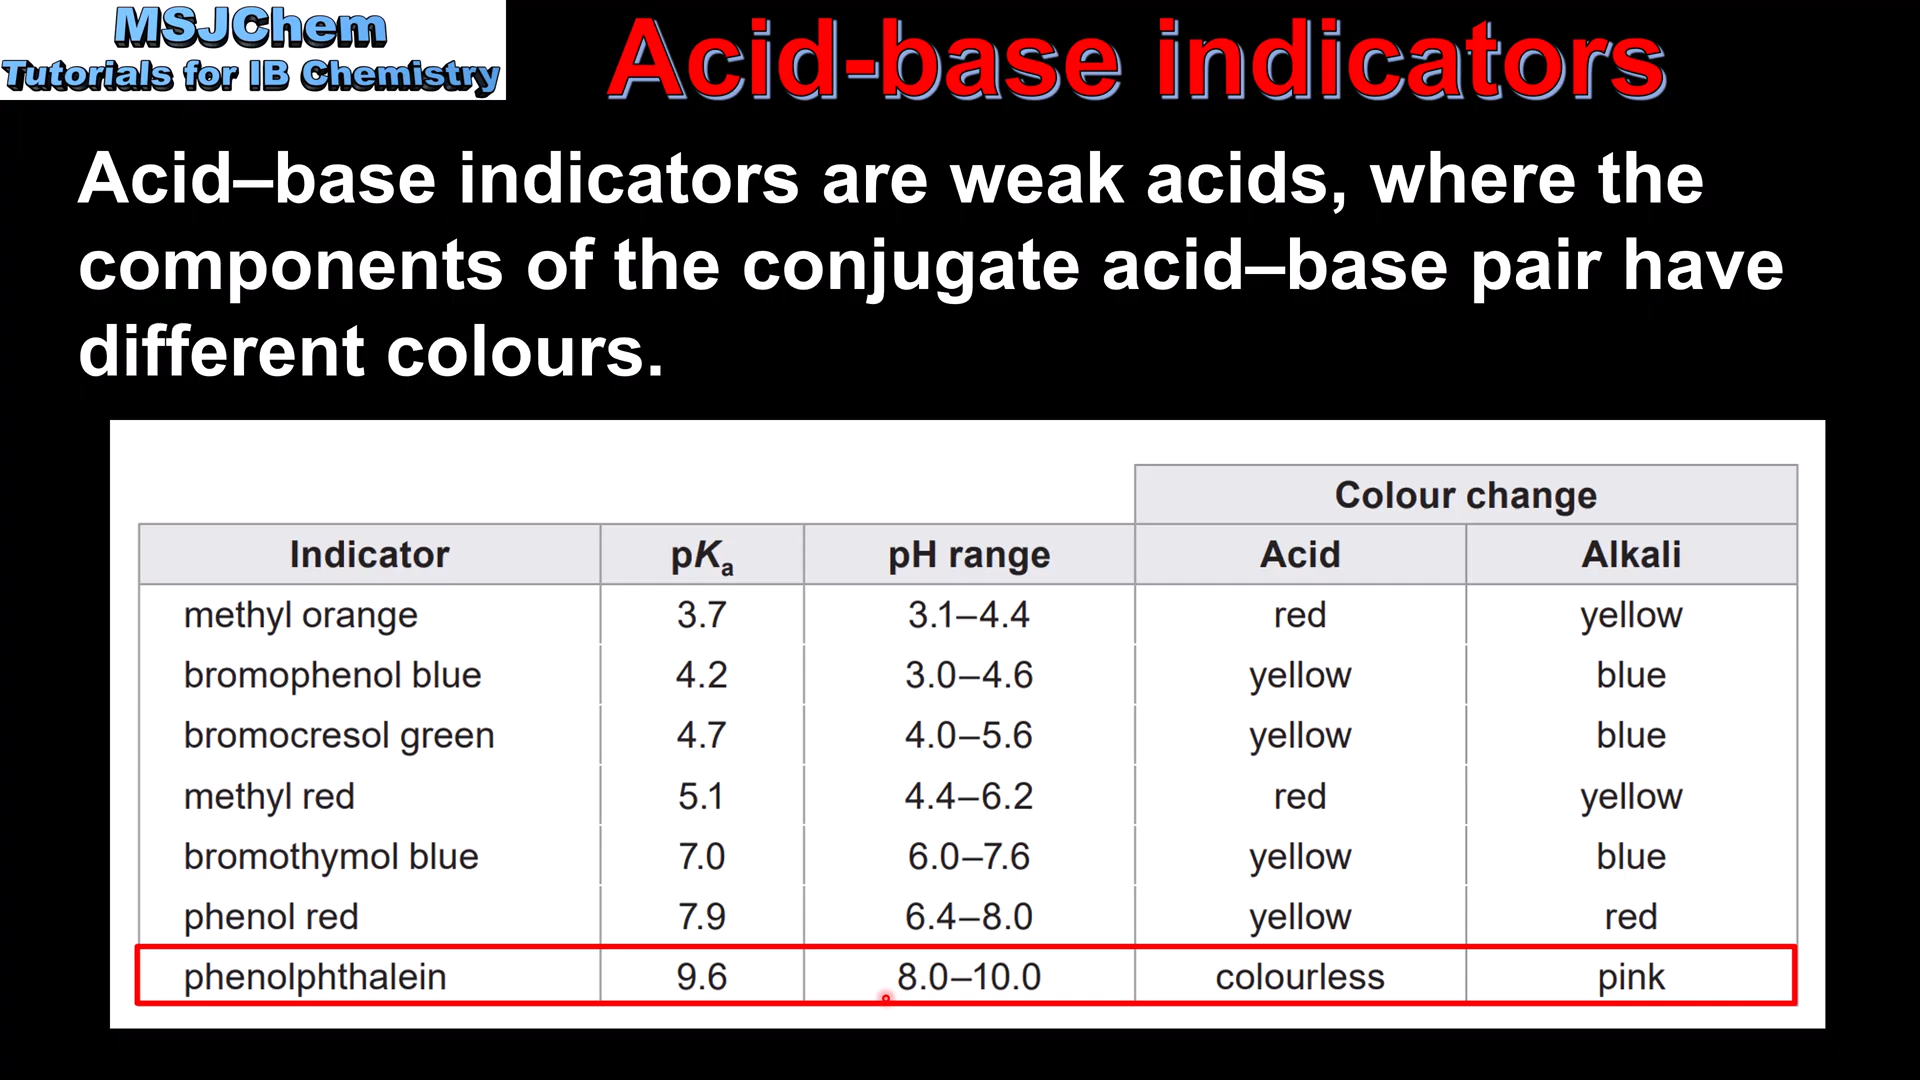 MSJChem
Tutorials for IB Chemistry
Acid-base indicators
Acid–base indicators are weak acids, where the
components of the conjugate acid–base pair have
different colours.
Colour change
Indicator pKa pH range Acid Alkali
methyl orange 3.7 3.1–4.4 red yellow
bromophenol blue 4.2 3.0–4.6 yellow blue
bromocresol green 4.7 4.0–5.6 yellow blue
methyl red 5.1 4.4–6.2 red yellow
bromothymol blue 7.0 6.0–7.6 yellow blue
phenol red 7.9 6.4–8.0 yellow red
phenolphthalein 9.6 8.0–10.0 colourless pink